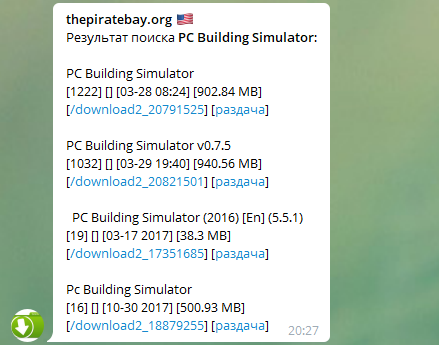 thepiratebay.org 🇺🇸
Результат поиска PC Building Simulator:
PC Building Simulator
[1222] [] [03-28 08:24] [902.84 MB]
[/download2_20791525] [раздача]
PC Building Simulator v0.7.5
[1032] [] [03-29 19:40] [940.56 MB]
[/download2_20821501] [раздача]
PC Building Simulator (2016) [En] (5.5.1)
[19] [] [03-17 2017] [38.3 MB]
[/download2_17351685] [раздача]
Pc Building Simulator
[16] [] [10-30 2017] [500.93 MB]
[/download2_18879255] [раздача]
20:27